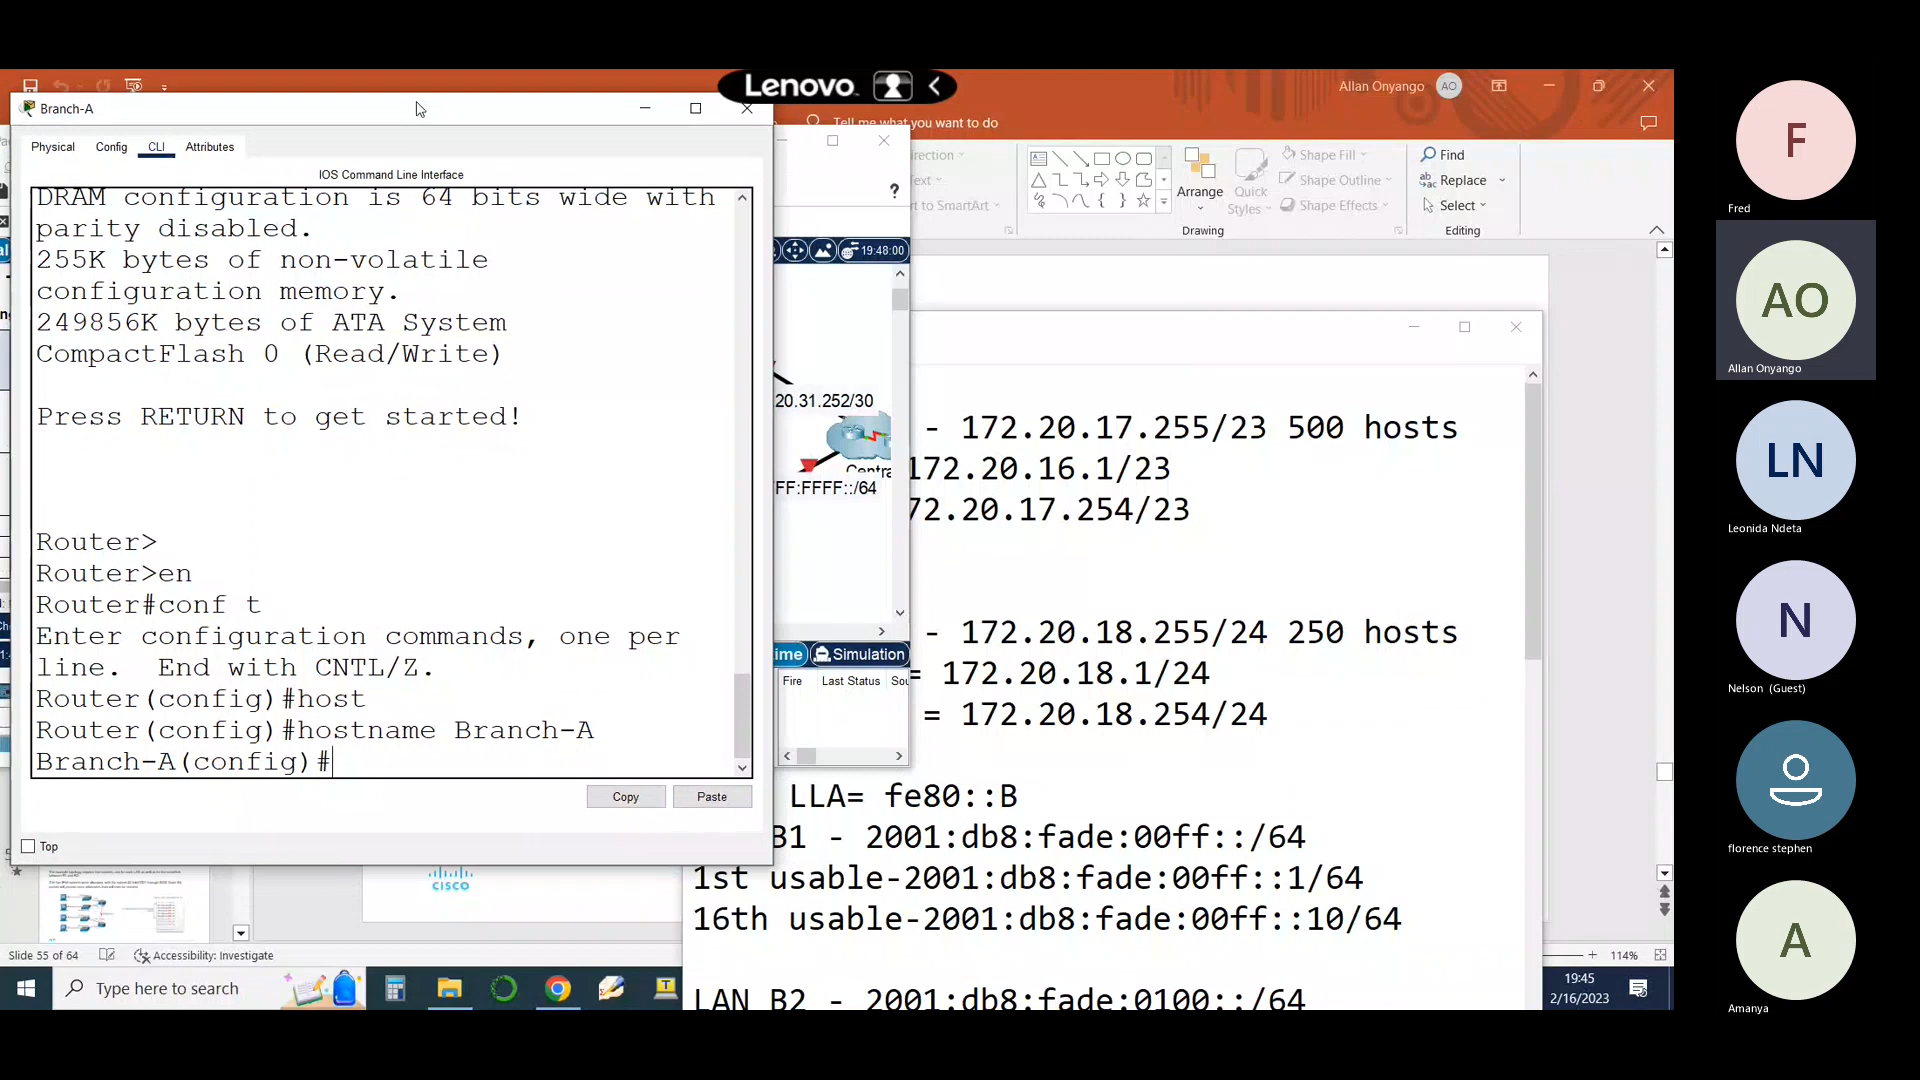 Lenovo
Allan Onyango
AO
Branch-A
Tell me what you want to do
Physical
Config
CLI
Attributes
IOS Command Line Interface
DRAM configuration is 64 bits wide with
parity disabled.
255K bytes of non-volatile
configuration memory.
249856K bytes of ATA System
CompactFlash 0 (Read/Write)
Press RETURN to get started!
Router>
Router>en
Router#conf t
Enter configuration commands, one per
line.  End with CNTL/Z.
Router(config)#host
Router(config)#hostname Branch-A
Branch-A(config)#
Copy
Paste
Top
?
19:48:00
20.31.252/30
Centra
FF:FFFF::/64
ime
Simulation
Fire
Last Status
Sou
irection
ext
rt to SmartArt
Arrange
Quick
Styles
Shape Fill
Shape Outline
Shape Effects
Drawing
Find
Replace
Select
Editing
- 172.20.17.255/23 500 hosts
172.20.16.1/23
72.20.17.254/23
- 172.20.18.255/24 250 hosts
= 172.20.18.1/24
= 172.20.18.254/24
LLA= fe80::B
B1 - 2001:db8:fade:00ff::/64
1st usable-2001:db8:fade:00ff::1/64
16th usable-2001:db8:fade:00ff::10/64
LAN B2 - 2001:db8:fade:0100::/64
CISCO
Slide 55 of 64
Accessibility: Investigate
114%
Type here to search
19:45
2/16/2023
F
Fred
AO
Allan Onyango
LN
Leonida Ndeta
N
Nelson (Guest)
florence stephen
A
Amanya